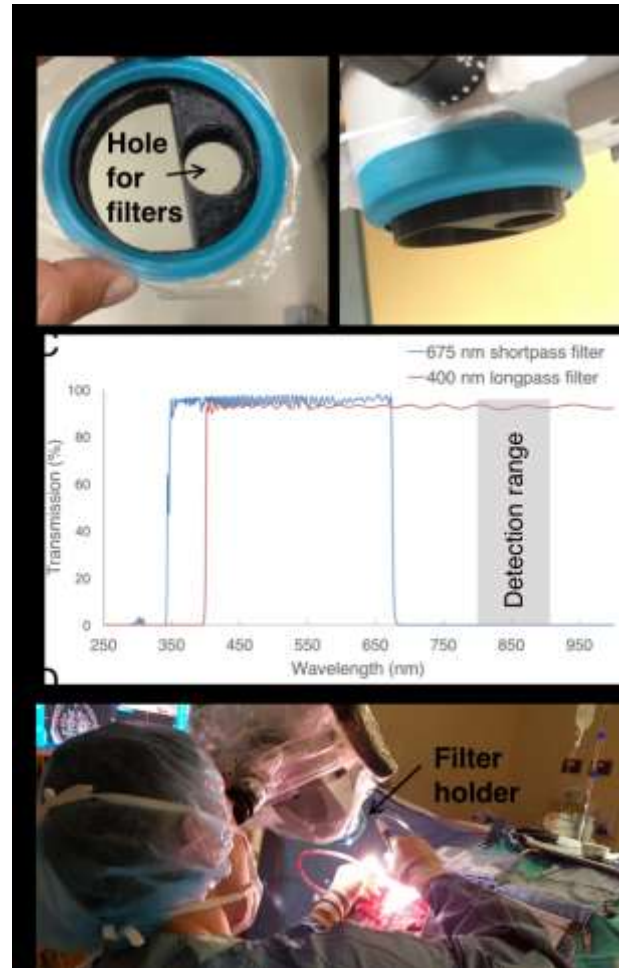 Hole
for
filters
675 nm shortpass filter
400 nm longpass filter
100
80
60
40
20
0
Transmission (%)
Detection range
250 350 450 550 650 750 850 950
Wavelength (nm)
Filter
holder